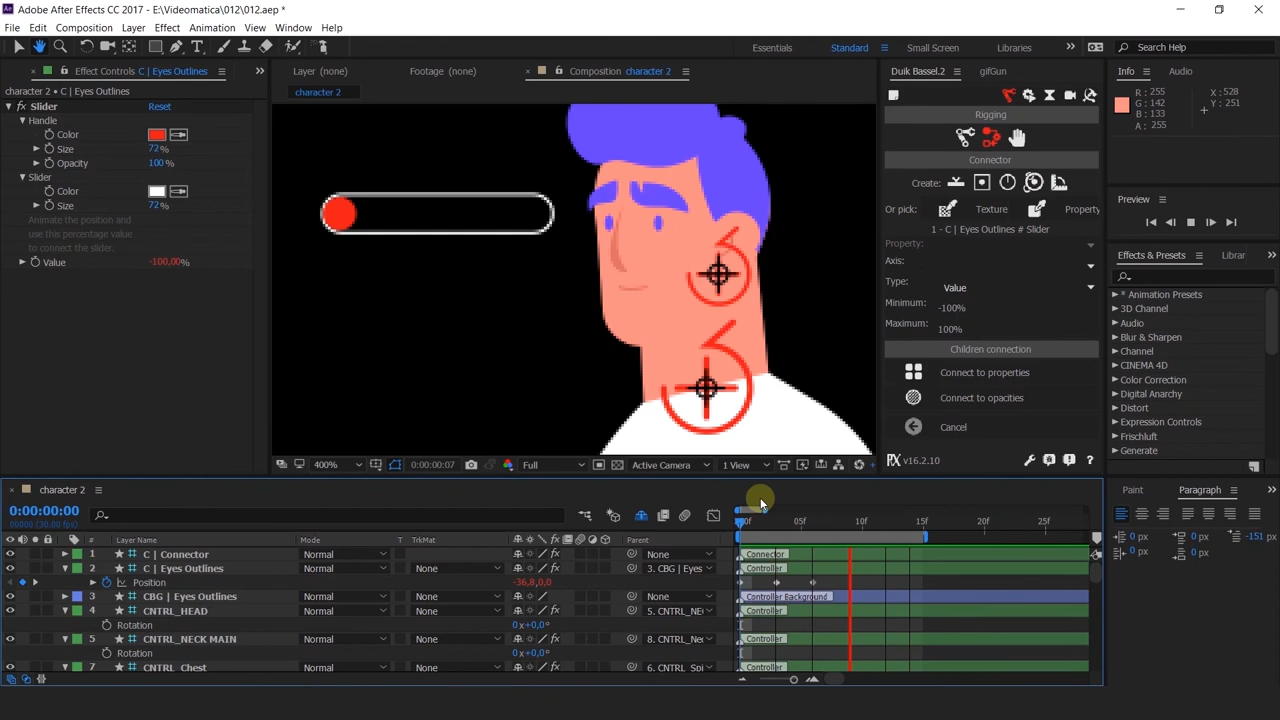 Adobe After Effects CC 2017 - E:\Videomatica\012\012.aep *
File Edit Composition Layer Effect Animation View Window Help
Essentials Standard Small Screen Libraries Search Help
Effect Controls C | Eyes Outlines
character 2 • C | Eyes Outlines
Slider Reset
Handle
Color
Size 72%
Opacity 100%
Slider
Color
Size 72%
Animate the position and
use this percentage value
to connect the slider.
Value -100,00%
Layer (none) Footage (none) Composition character 2
character 2
400% 0:00:00:07 Full Active Camera 1 View
Duik Bassel.2 gifGun
Rigging
Connector
Create:
Or pick: Texture Property
1 - C | Eyes Outlines # Slider
Property:
Axis:
Type: Value
Minimum: -100%
Maximum: 100%
Children connection
Connect to properties
Connect to opacities
Cancel
v16.2.10
Info Audio
R : 255
G : 142
B : 133
A : 255
X : 528
Y : 251
Preview
Effects & Presets Librar
* Animation Presets
3D Channel
Audio
Blur & Sharpen
Channel
CINEMA 4D
Color Correction
Digital Anarchy
Distort
Expression Controls
Frischluft
Generate
Paint Paragraph
0 px 0 px -151 px
0 px 0 px
character 2
0:00:00:00
00000 (30.00 fps)
# Layer Name Mode T TrkMat Parent
05f 10f 15f 20f 25f
1 C | Connector Normal None Connector
2 C | Eyes Outlines Normal None 3. CBG | Eyes Controller
Position -36,8,0,0
3 CBG | Eyes Outlines Normal None None Controller Background
4 CNTRL_HEAD Normal None 5. CNTRL_NE Controller
Rotation 0x+0,0°
5 CNTRL_NECK MAIN Normal None 8. CNTRL_Ne Controller
Rotation 0x+0,0°
7 CNTRL_Chest Normal None 6. CNTRL_Spi Controller